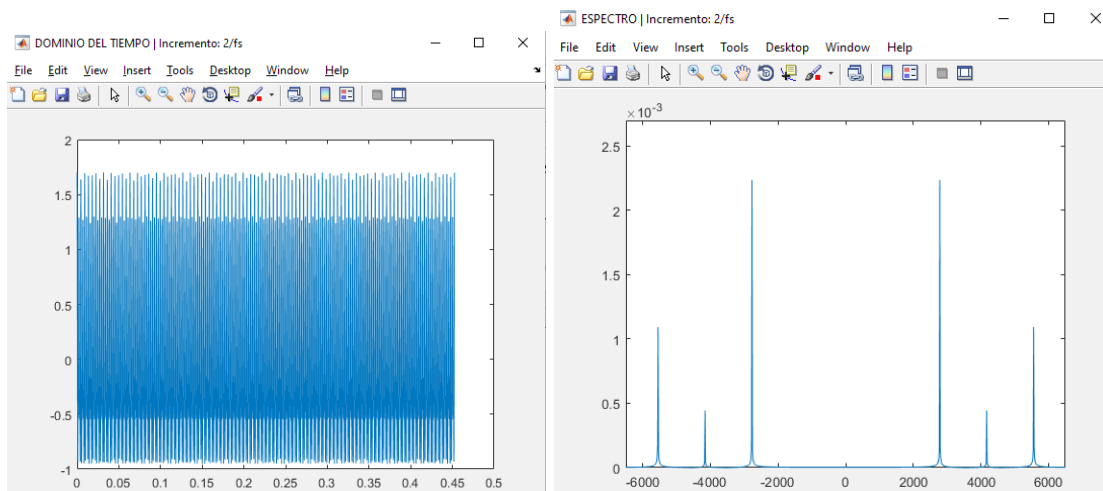 DOMINIO DEL TIEMPO | Incremento: 2/fs
File Edit View Insert Tools Desktop Window Help
2
1.5
1
0.5
0
-0.5
-1
0 0.05 0.1 0.15 0.2 0.25 0.3 0.35 0.4 0.45 0.5
ESPECTRO | Incremento: 2/fs
File Edit View Insert Tools Desktop Window Help
×10-3
2.5
2
1.5
1
0.5
0
-6000 -4000 -2000 0 2000 4000 6000